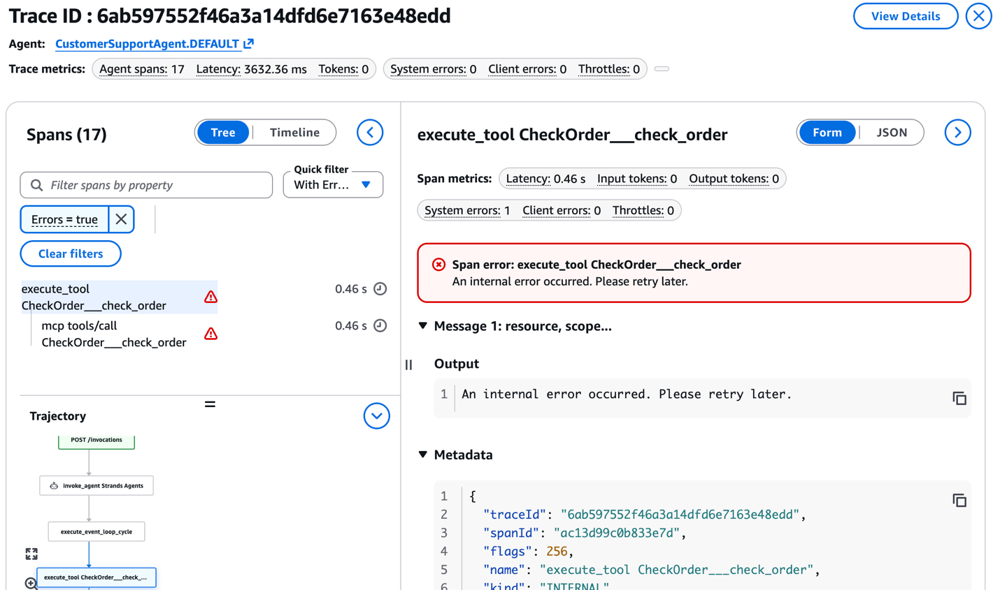 Trace ID : 6ab597552f46a3a14dfd6e7163e48edd
View Details
Agent: CustomerSupportAgent.DEFAULT
Trace metrics: Agent spans: 17 Latency: 3632.36 ms Tokens: 0 System errors: 0 Client errors: 0 Throttles: 0
Spans (17)
Tree
Timeline
Filter spans by property
Quick filter
With Err...
Errors = true
Clear filters
execute_tool
CheckOrder___check_order
0.46 s
mcp tools/call
CheckOrder___check_order
0.46 s
Trajectory
POST /invocations
invoke_agent Strands Agents
execute_event_loop_cycle
execute_tool CheckOrder___check_...
execute_tool CheckOrder___check_order
Form
JSON
Span metrics: Latency: 0.46 s Input tokens: 0 Output tokens: 0
System errors: 1 Client errors: 0 Throttles: 0
Span error: execute_tool CheckOrder___check_order
An internal error occurred. Please retry later.
Message 1: resource, scope...
Output
1 An internal error occurred. Please retry later.
Metadata
1 {
2 "traceId": "6ab597552f46a3a14dfd6e7163e48edd",
3 "spanId": "ac13d99c0b833e7d",
4 "flags": 256,
5 "name": "execute_tool CheckOrder___check_order",
6 "kind": "INTERNAL"